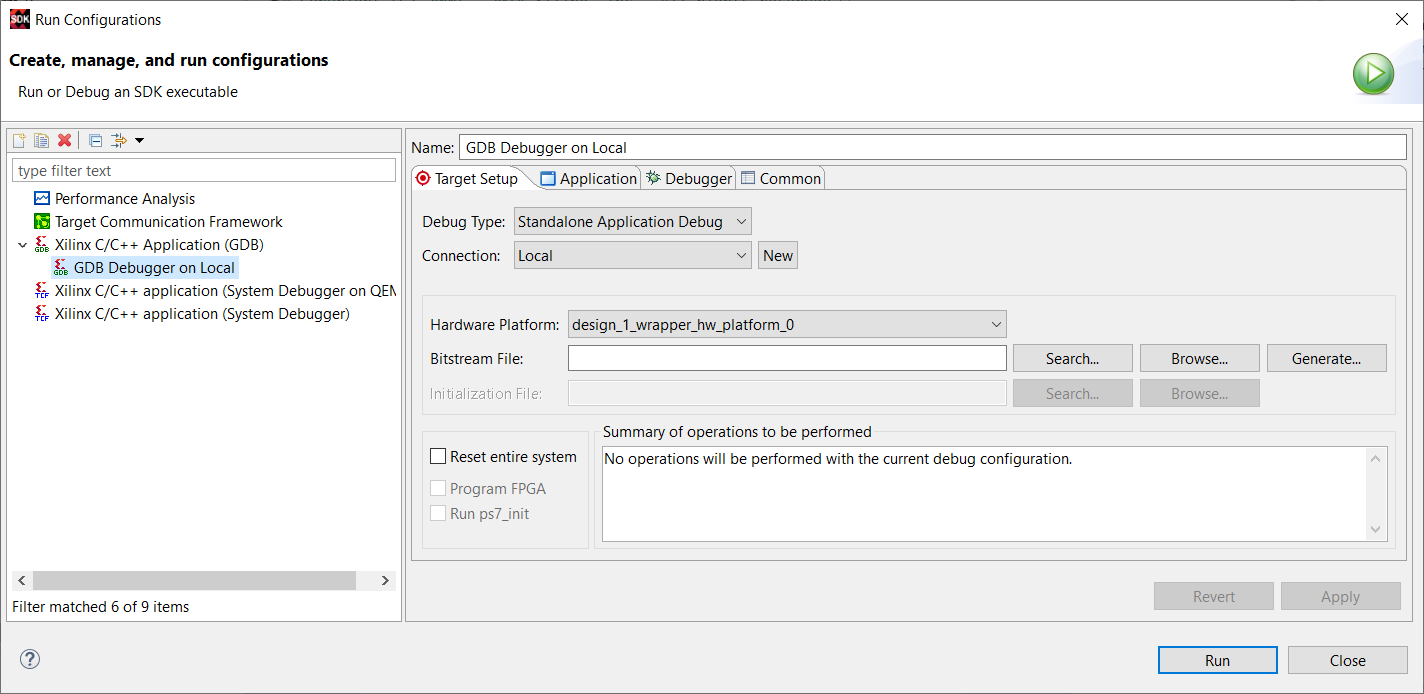 SDK Run Configurations
Create, manage, and run configurations
Run or Debug an SDK executable
type filter text
Performance Analysis
Target Communication Framework
GDB Xilinx C/C++ Application (GDB)
GDB GDB Debugger on Local
TCF Xilinx C/C++ application (System Debugger on QEM
TCF Xilinx C/C++ application (System Debugger)
Filter matched 6 of 9 items
Name: GDB Debugger on Local
Target Setup Application Debugger Common
Debug Type: Standalone Application Debug
Connection: Local New
Hardware Platform: design_1_wrapper_hw_platform_0
Bitstream File: Search... Browse... Generate...
Initialization File: Search... Browse...
Reset entire system
Program FPGA
Run ps7_init
Summary of operations to be performed
No operations will be performed with the current debug configuration.
Revert Apply
? Run Close